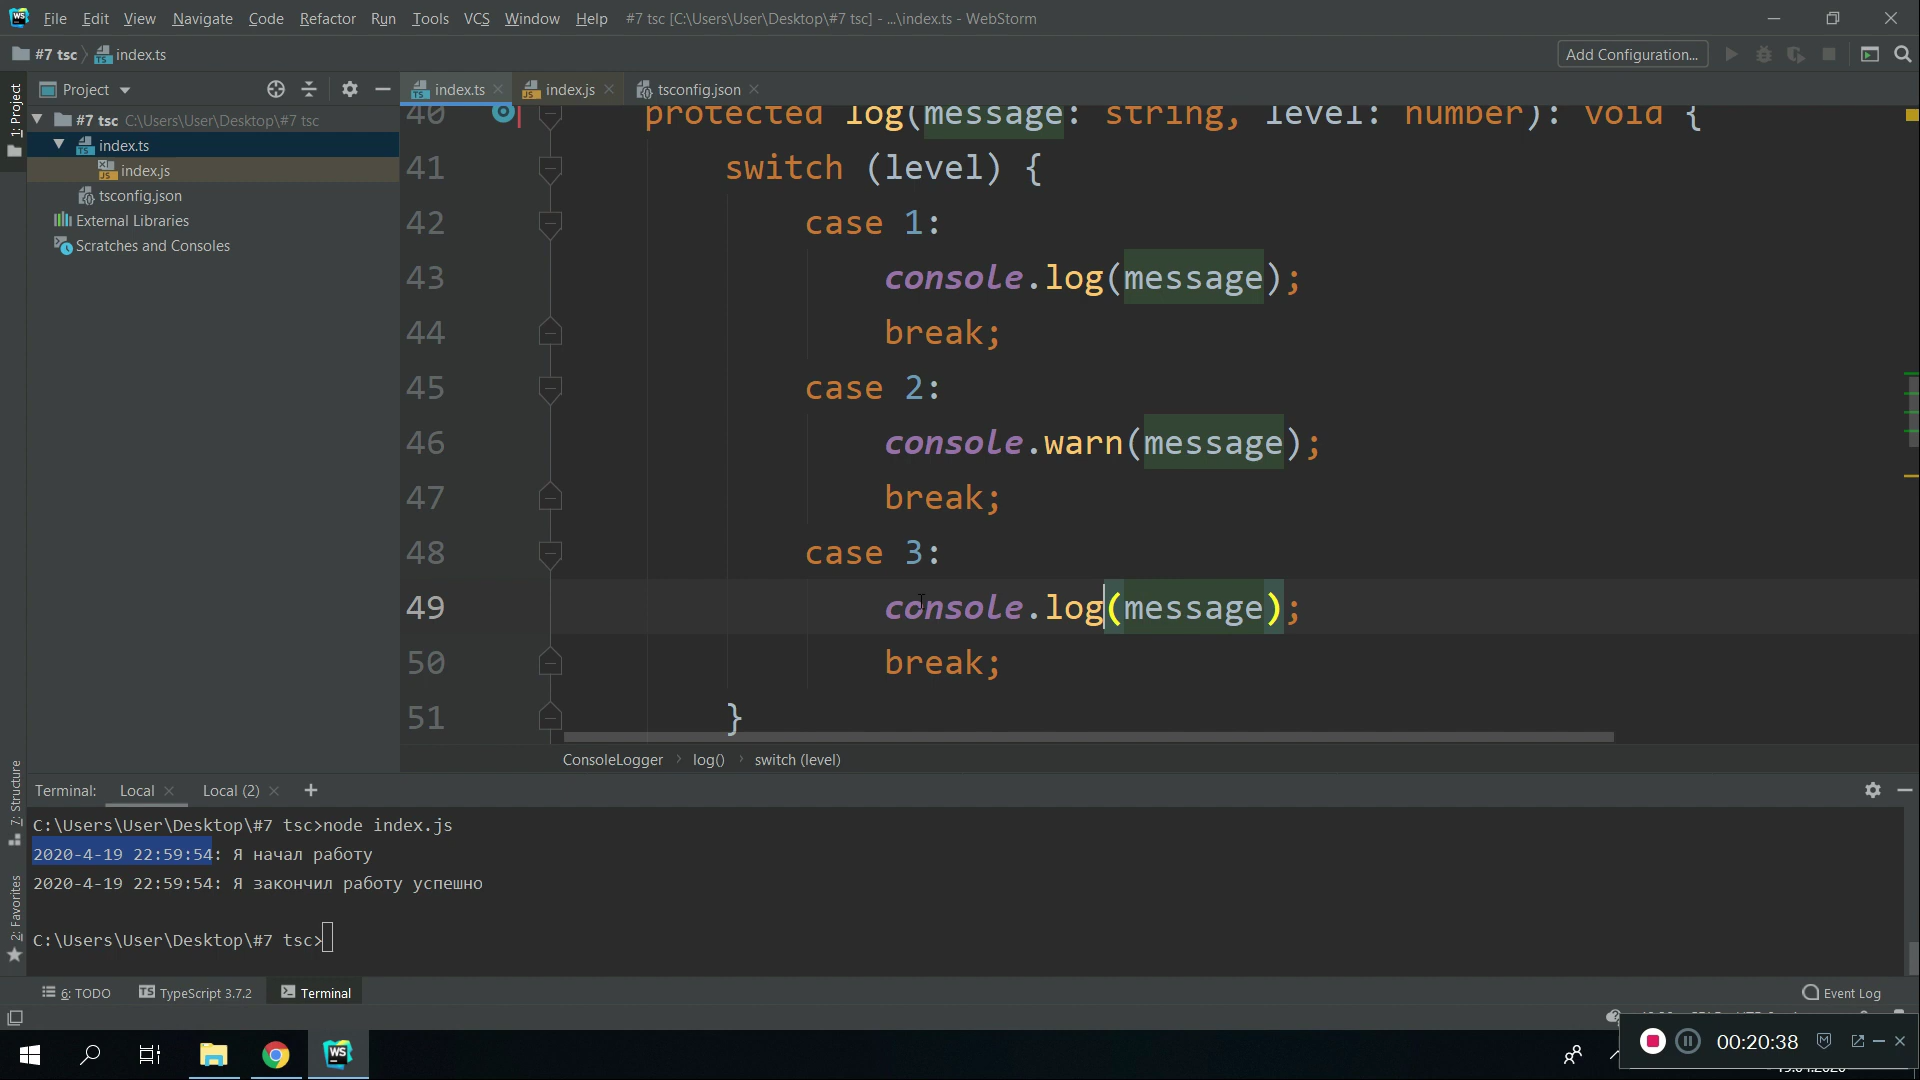 File Edit View Navigate Code Refactor Run Tools VCS Window Help #7 tsc [C:\Users\User\Desktop\#7 tsc] - ...\index.ts - WebStorm
#7 tsc index.ts Add Configuration...
Project index.ts index.js tsconfig.json
1: Project
#7 tsc C:\Users\User\Desktop\#7 tsc
index.ts
index.js
tsconfig.json
External Libraries
Scratches and Consoles
40 protected log(message: string, level: number): void {
41 switch (level) {
42 case 1:
43 console.log(message);
44 break;
45 case 2:
46 console.warn(message);
47 break;
48 case 3:
49 console.log(message);
50 break;
51 }
ConsoleLogger log() switch (level)
7: Structure
2: Favorites
Terminal: Local Local (2)
C:\Users\User\Desktop\#7 tsc>node index.js
2020-4-19 22:59:54: Я начал работу
2020-4-19 22:59:54: Я закончил работу успешно
C:\Users\User\Desktop\#7 tsc>
6: TODO TypeScript 3.7.2 Terminal Event Log
00:20:38